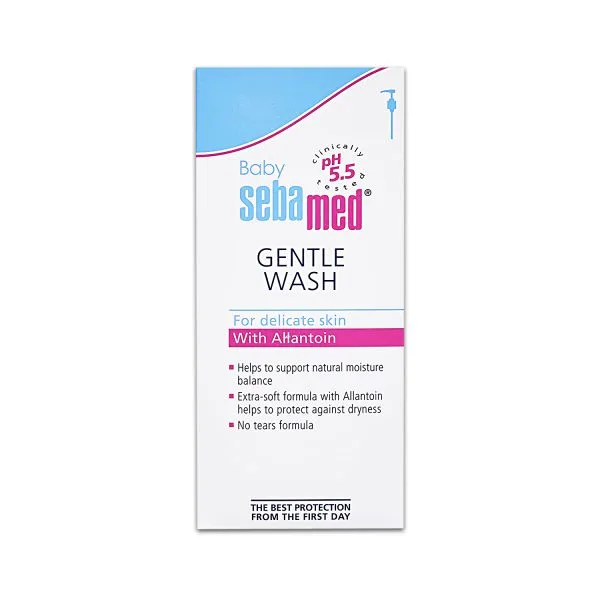 Baby
sebamed®
clinically
pH
5.5
tested
GENTLE
WASH
For delicate skin
With Allantoin
Helps to support natural moisture
balance
Extra-soft formula with Allantoin
helps to protect against dryness
No tears formula
THE BEST PROTECTION
FROM THE FIRST DAY